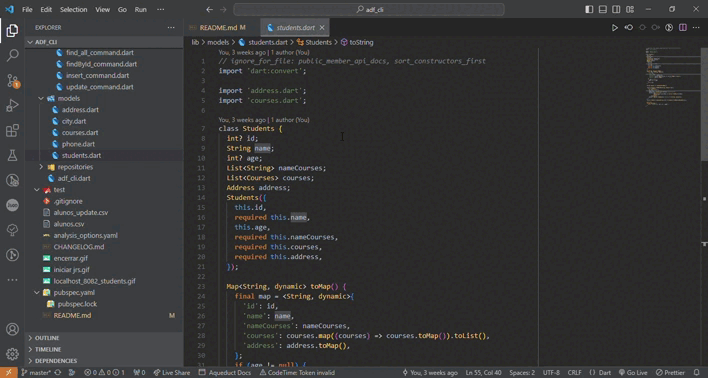 File Edit Selection View Go Run ··· adf_cli
EXPLORER ···
ADF_CLI
find_all_command.dart
findById_command.dart
insert_command.dart
update_command.dart
models
address.dart
city.dart
courses.dart
phone.dart
students.dart
repositories
adf_cli.dart
test
.gitignore
alunos_update.csv
alunos.csv
analysis_options.yaml
CHANGELOG.md
encerrar.gif
iniciar jrs.gif
localhost_8082_students.gif
pubspec.yaml
pubspec.lock
README.md M
OUTLINE
TIMELINE
DEPENDENCIES
README.md M students.dart
lib > models > students.dart > Students > toString
You, 3 weeks ago | 1 author (You)
1 // ignore_for_file: public_member_api_docs, sort_constructors_first
2 import 'dart:convert';
3
4 import 'address.dart';
5 import 'courses.dart';
6
You, 3 weeks ago | 1 author (You)
7 class Students {
8 int? id;
9 String name;
10 int? age;
11 List<String> nameCourses;
12 List<Courses> courses;
13 Address address;
14 Students({
15 this.id,
16 required this.name,
17 this.age,
18 required this.nameCourses,
19 required this.courses,
20 required this.address,
21 });
22
23 Map<String, dynamic> toMap() {
24 final map = <String, dynamic>{
25 'id': id,
26 'name': name,
27 'nameCourses': nameCourses,
28 'courses': courses.map((courses) => courses.toMap()).toList(),
29 'address': address.toMap(),
30 };
31 if (age != null) {
master* 0 0 1 0 Live Share Aqueduct Docs CodeTime: Token invalid You, 3 weeks ago Ln 55, Col 40 Spaces: 2 UTF-8 CRLF {} Dart Go Live Prettier